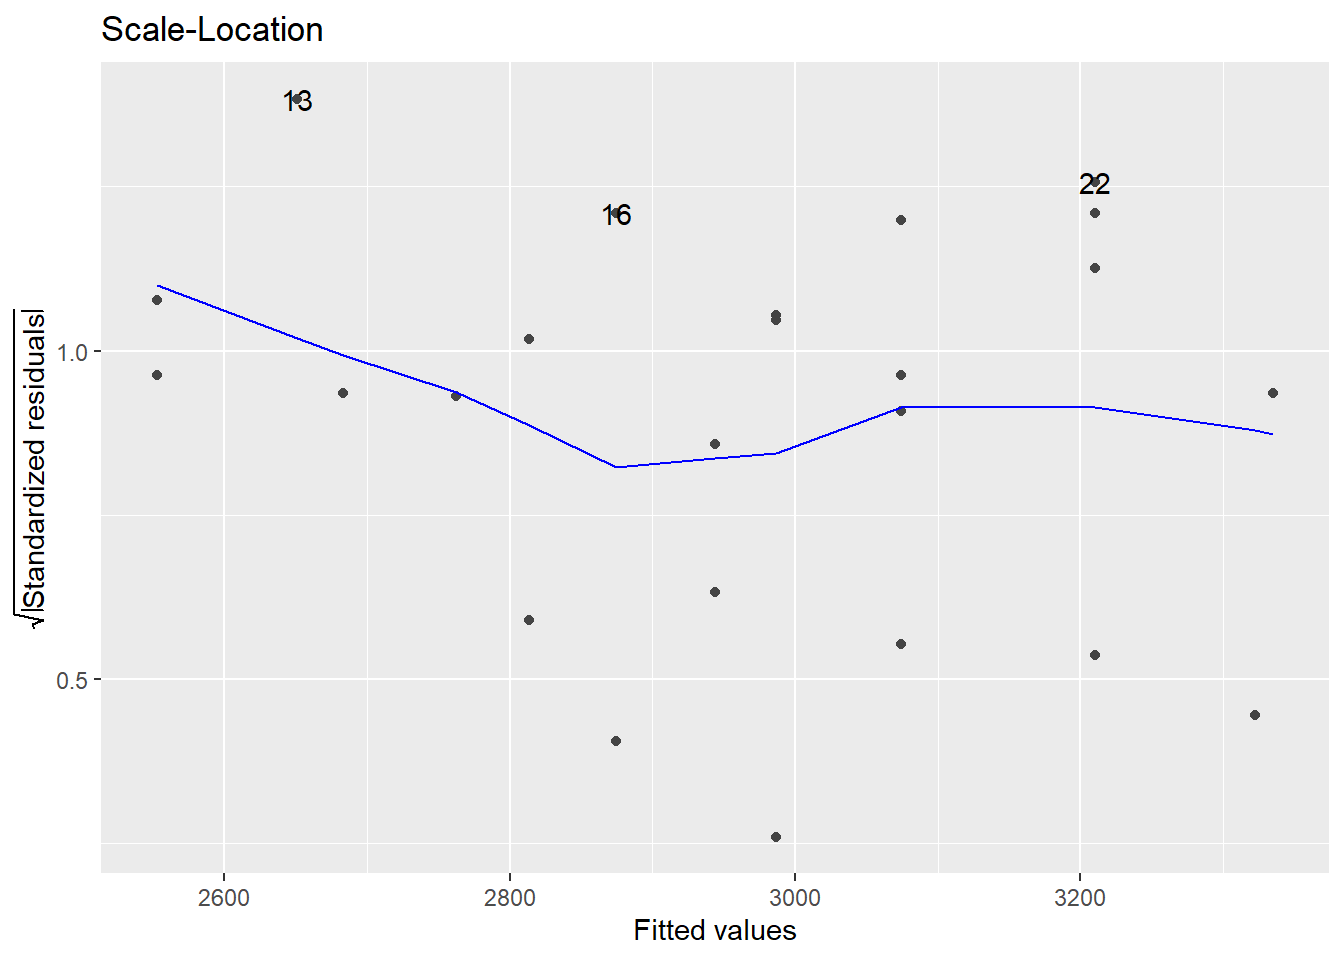 Scale-Location
13
16
22
√|Standardized residuals|
1.0
0.5
2600 2800 3000 3200
Fitted values